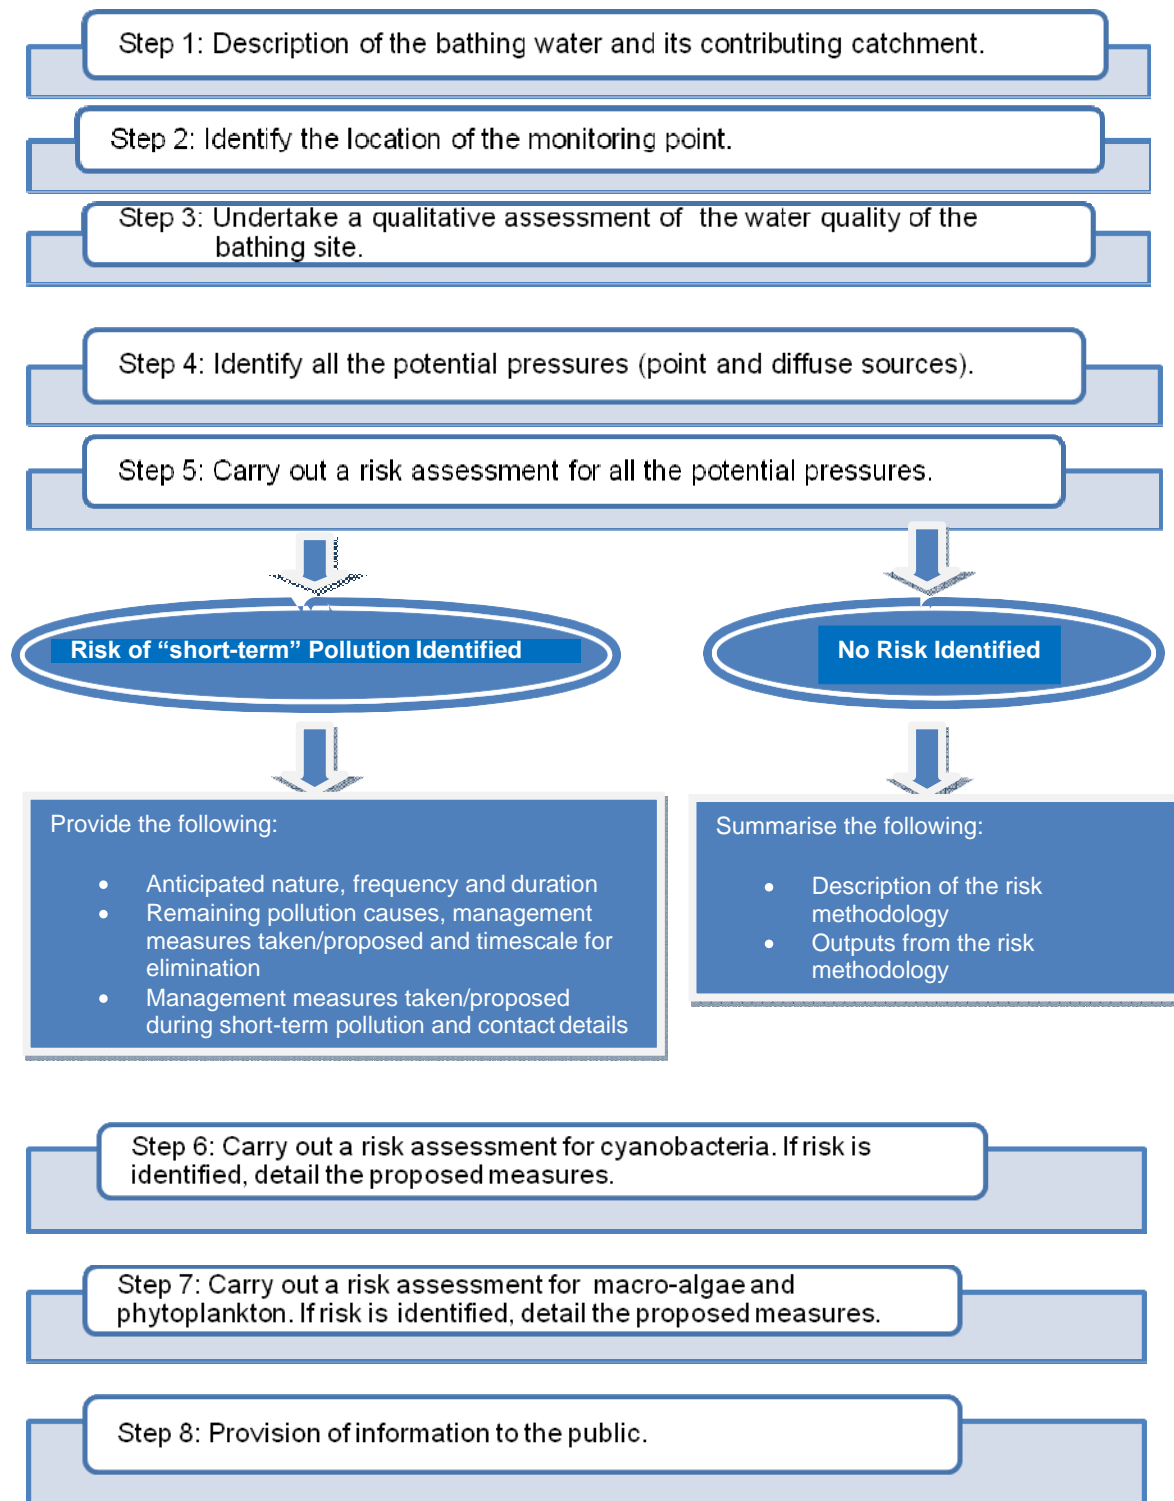 Step 1: Description of the bathing water and its contributing catchment.
Step 2: Identify the location of the monitoring point.
Step 3: Undertake a qualitative assessment of the water quality of the
bathing site.
Step 4: Identify all the potential pressures (point and diffuse sources).
Step 5: Carry out a risk assessment for all the potential pressures.
Risk of “short-term” Pollution Identified
No Risk Identified
Provide the following:
• Anticipated nature, frequency and duration
• Remaining pollution causes, management
measures taken/proposed and timescale for
elimination
• Management measures taken/proposed
during short-term pollution and contact details
Summarise the following:
• Description of the risk
methodology
• Outputs from the risk
methodology
Step 6: Carry out a risk assessment for cyanobacteria. If risk is
identified, detail the proposed measures.
Step 7: Carry out a risk assessment for macro-algae and
phytoplankton. If risk is identified, detail the proposed measures.
Step 8: Provision of information to the public.